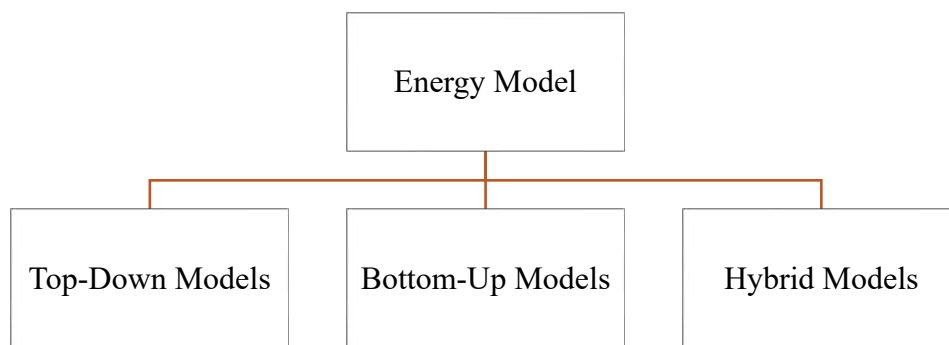 Energy Model
Top-Down Models
Bottom-Up Models
Hybrid Models